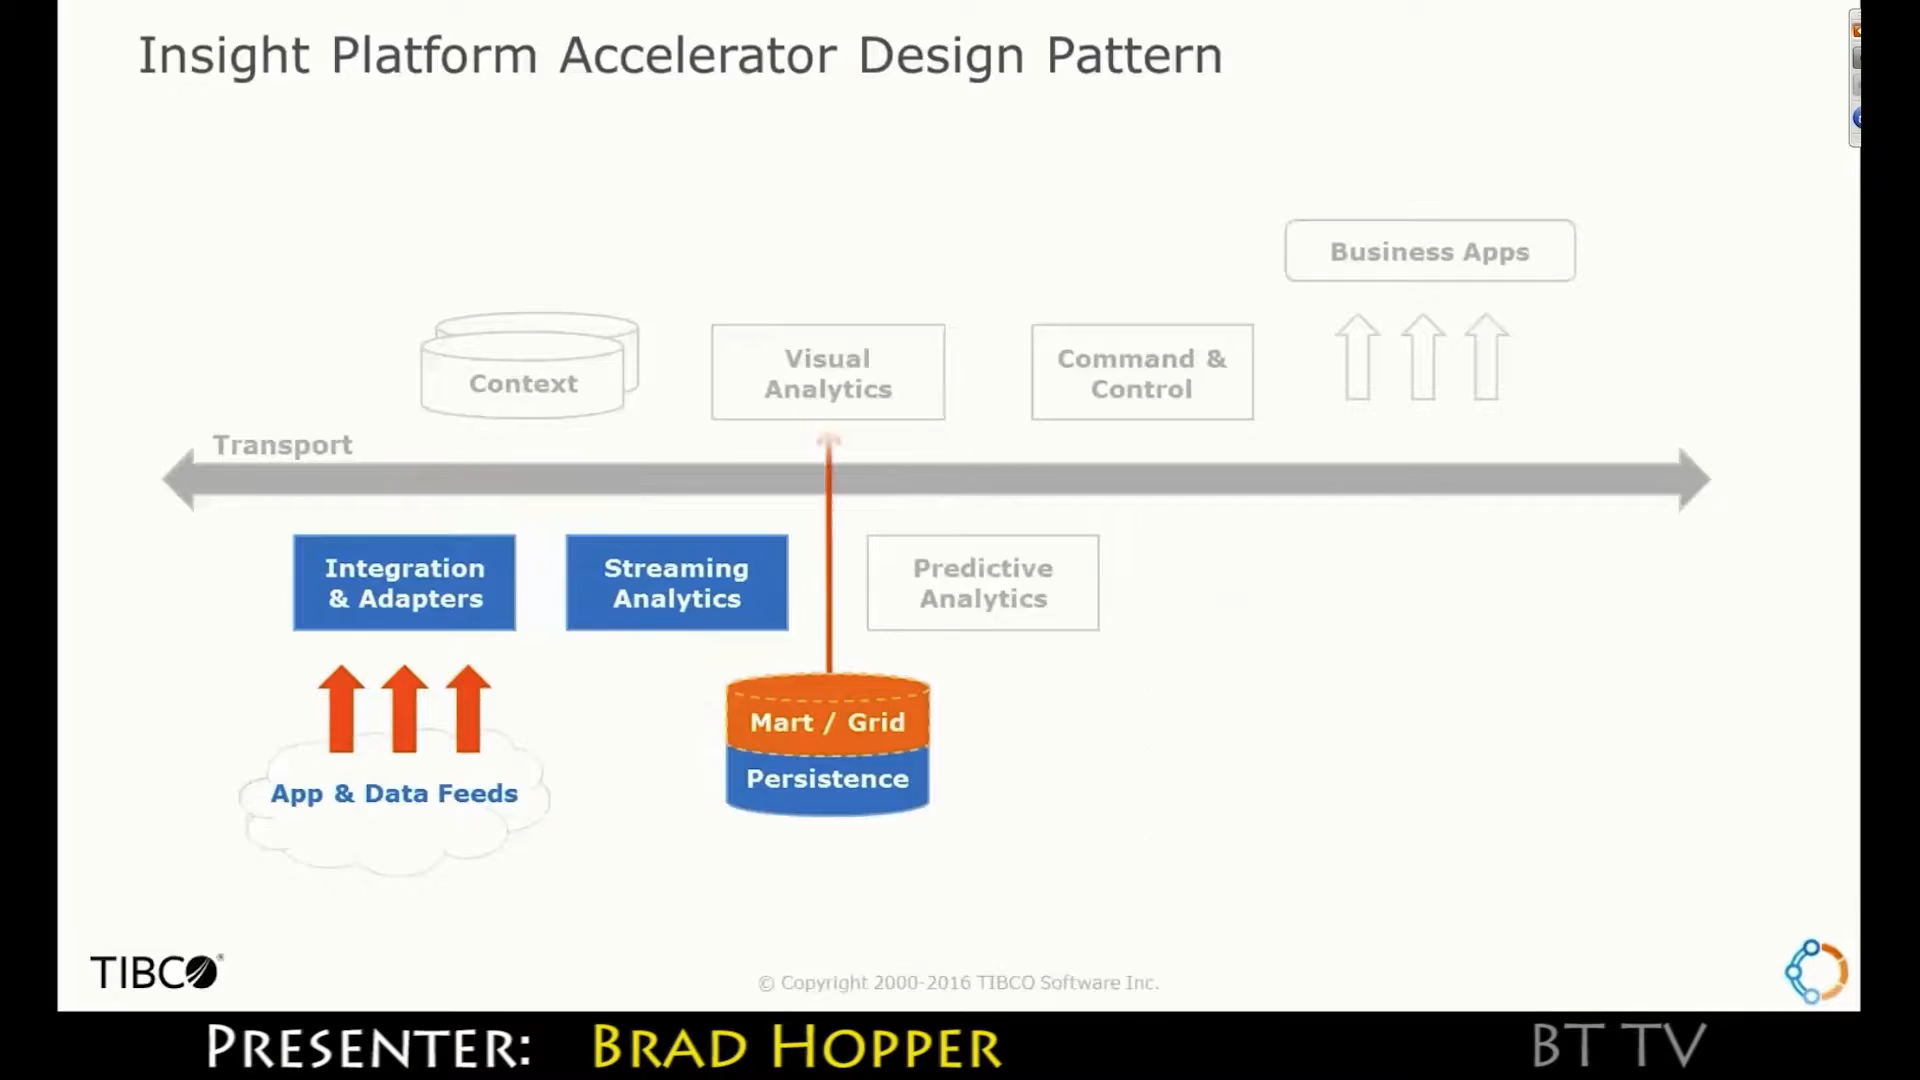 Insight Platform Accelerator Design Pattern
Business Apps
Context
Visual
Analytics
Command &
Control
Transport
Integration
& Adapters
Streaming
Analytics
Predictive
Analytics
Mart / Grid
Persistence
App & Data Feeds
TIBCO®
© Copyright 2000-2016 TIBCO Software Inc.
PRESENTER: BRAD HOPPER
BT TV